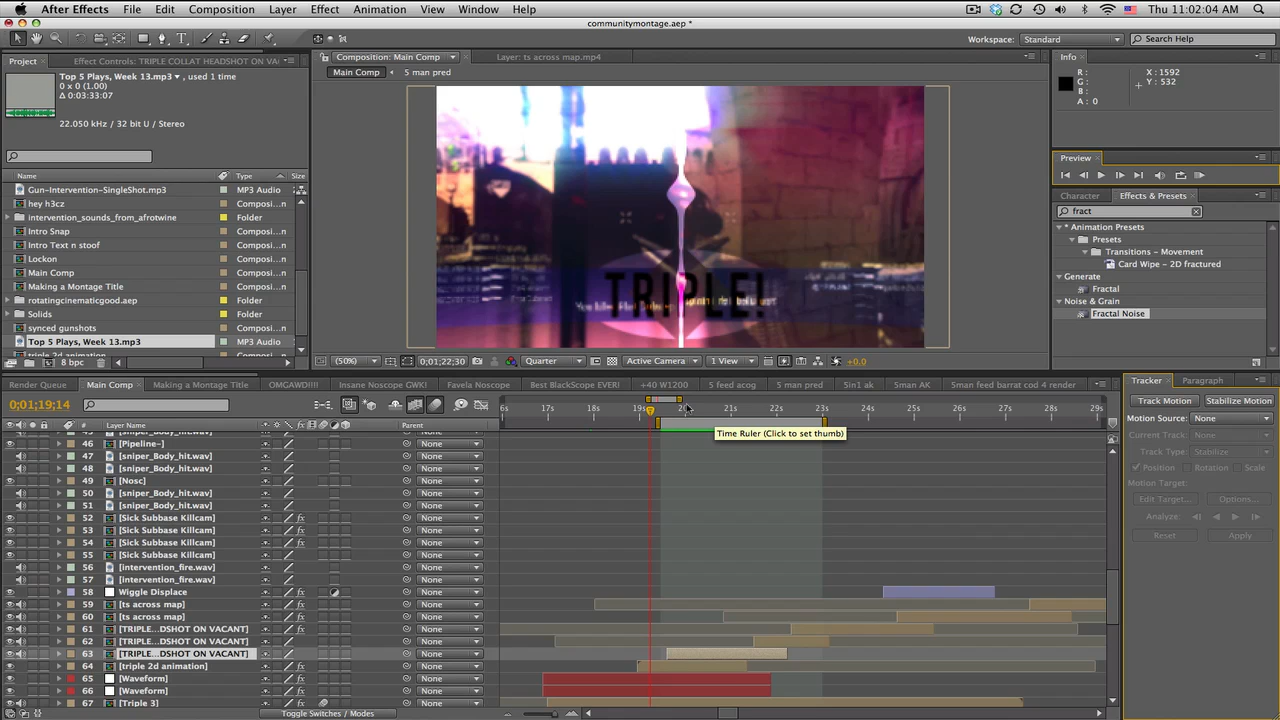 After Effects File Edit Composition Layer Effect Animation View Window Help Thu 11:02:04 AM
communitymontage.aep *
Workspace: Standard Search Help
Project Effect Controls: TRIPLE COLLAT HEADSHOT ON VA
Top 5 Plays, Week 13.mp3 , used 1 time
0 x 0 (1.00)
Δ 0:03:33:07
22.050 kHz / 32 bit U / Stereo
Name Type Size
Gun-Intervention-SingleShot.mp3 MP3 Audio
hey h3cz Composi...
intervention_sounds_from_afrotwine Folder
Intro Snap Composi...
Intro Text n stoof Composi...
Lockon Composi...
Main Comp Composi...
rotatingcinematicgood.aep Folder
Solids Folder
synced gunshots Composi...
Top 5 Plays, Week 13.mp3 MP3 Audio
triple 2d animation Composi...
8 bpc
Composition: Main Comp Layer: ts across map.mp4
Main Comp 5 man pred
TRIPLE!
(50%) 0;01;22;30 Quarter Active Camera 1 View +0.0
Info
R : X : 1592
G : Y : 532
B :
A : 0
Preview
Character Effects & Presets
fract
* Animation Presets
Presets
Transitions - Movement
Card Wipe - 2D fractured
Generate
Fractal
Noise & Grain
Fractal Noise
Render Queue Main Comp Making a Montage Title OMGAWD!!!! Insane Noscope GWK! Favela Noscope Best BlackScope EVER! +40 W1200 5 feed acog 5 man pred 5in1 ak 5man AK 5man feed barrat cod 4 render
0;01;19;14
6s 17s 18s 19s 20s 21s 22s 23s 24s 25s 26s 27s 28s 29s
# Layer Name Parent
Time Ruler (Click to set thumb)
46 [Pipeline~] None
47 [sniper_Body_hit.wav] None
48 [sniper_Body_hit.wav] None
49 [Nosc] None
50 [sniper_Body_hit.wav] None
51 [sniper_Body_hit.wav] None
52 [Sick Subbase Killcam] None
53 [Sick Subbase Killcam] None
54 [Sick Subbase Killcam] None
55 [Sick Subbase Killcam] None
56 [intervention_fire.wav] None
57 [intervention_fire.wav] None
58 Wiggle Displace None
59 [ts across map] None
60 [ts across map] None
61 [TRIPLE...DSHOT ON VACANT] None
62 [TRIPLE...DSHOT ON VACANT] None
63 [TRIPLE...DSHOT ON VACANT] None
64 [triple 2d animation] None
65 [Waveform] None
66 [Waveform] None
67 [Triple 3] None
Toggle Switches / Modes
Tracker Paragraph
Track Motion Stabilize Motion
Motion Source: None
Current Track: None
Track Type: Stabilize
Position Rotation Scale
Motion Target:
Edit Target... Options...
Analyze:
Reset Apply